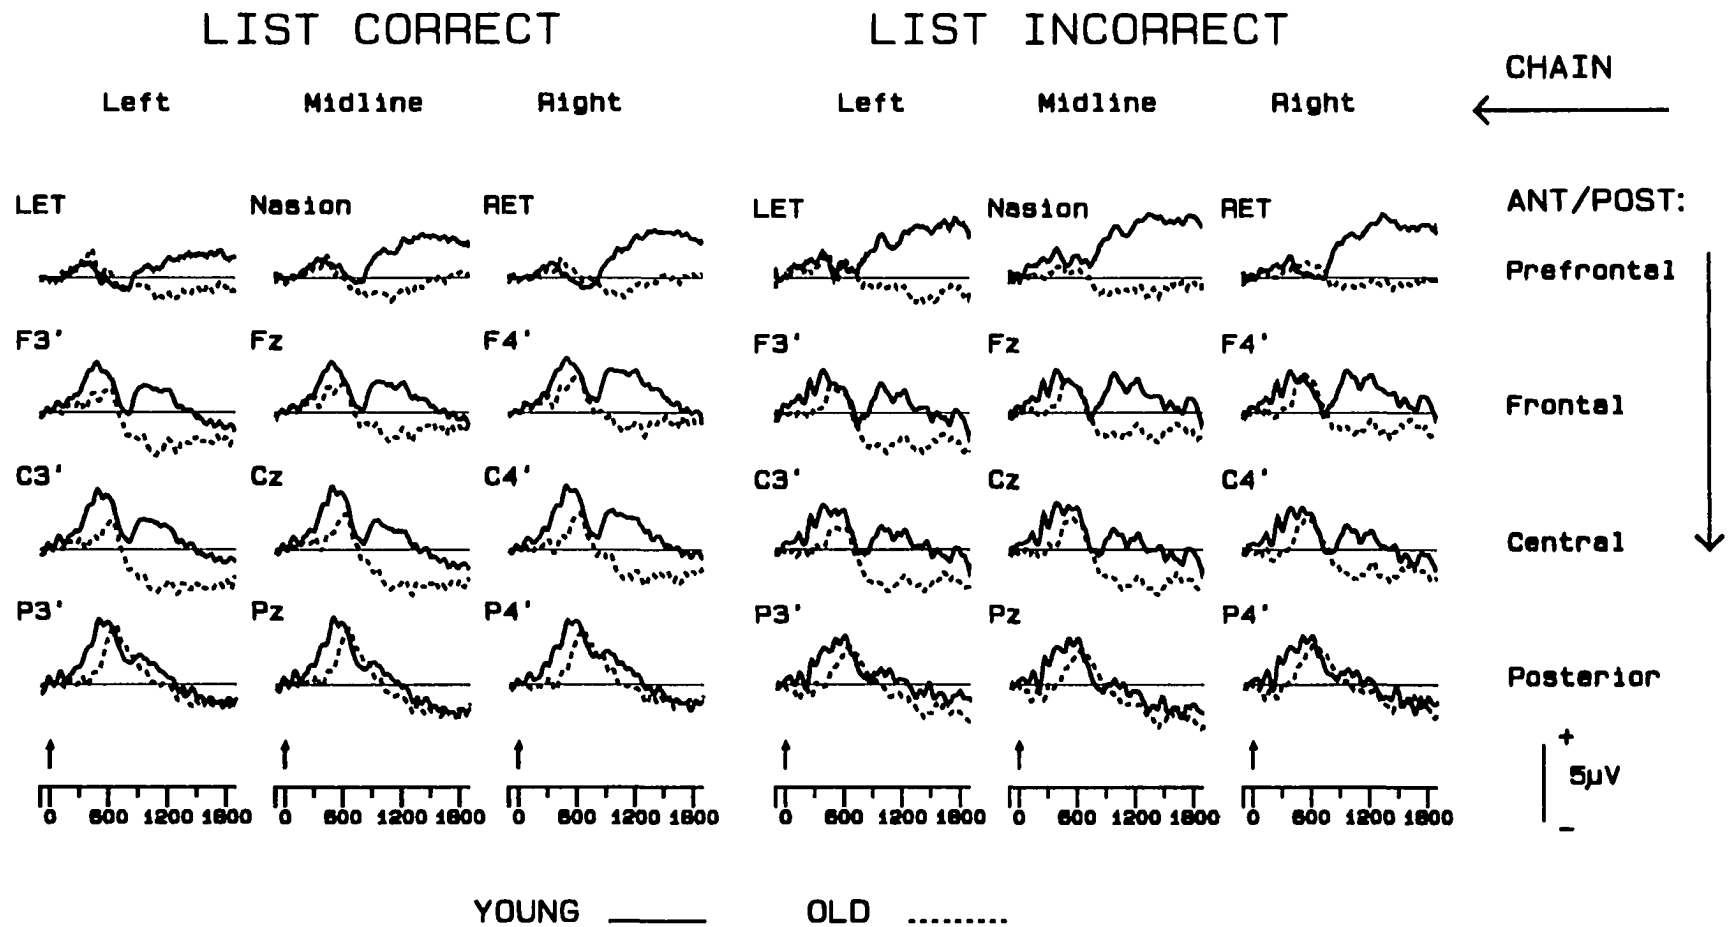 LIST CORRECT LIST INCORRECT
CHAIN
Left Midline Right Left Midline Right
LET Nasion RET LET Nasion RET ANT/POST:
Prefrontal
F3' Fz F4' F3' Fz F4'
Frontal
C3' Cz C4' C3' Cz C4'
Central
P3' Pz P4' P3' Pz P4'
Posterior
+
5µV
−
0 600 1200 1800 0 600 1200 1800 0 600 1200 1800 0 600 1200 1800 0 600 1200 1800 0 600 1200 1800
YOUNG OLD